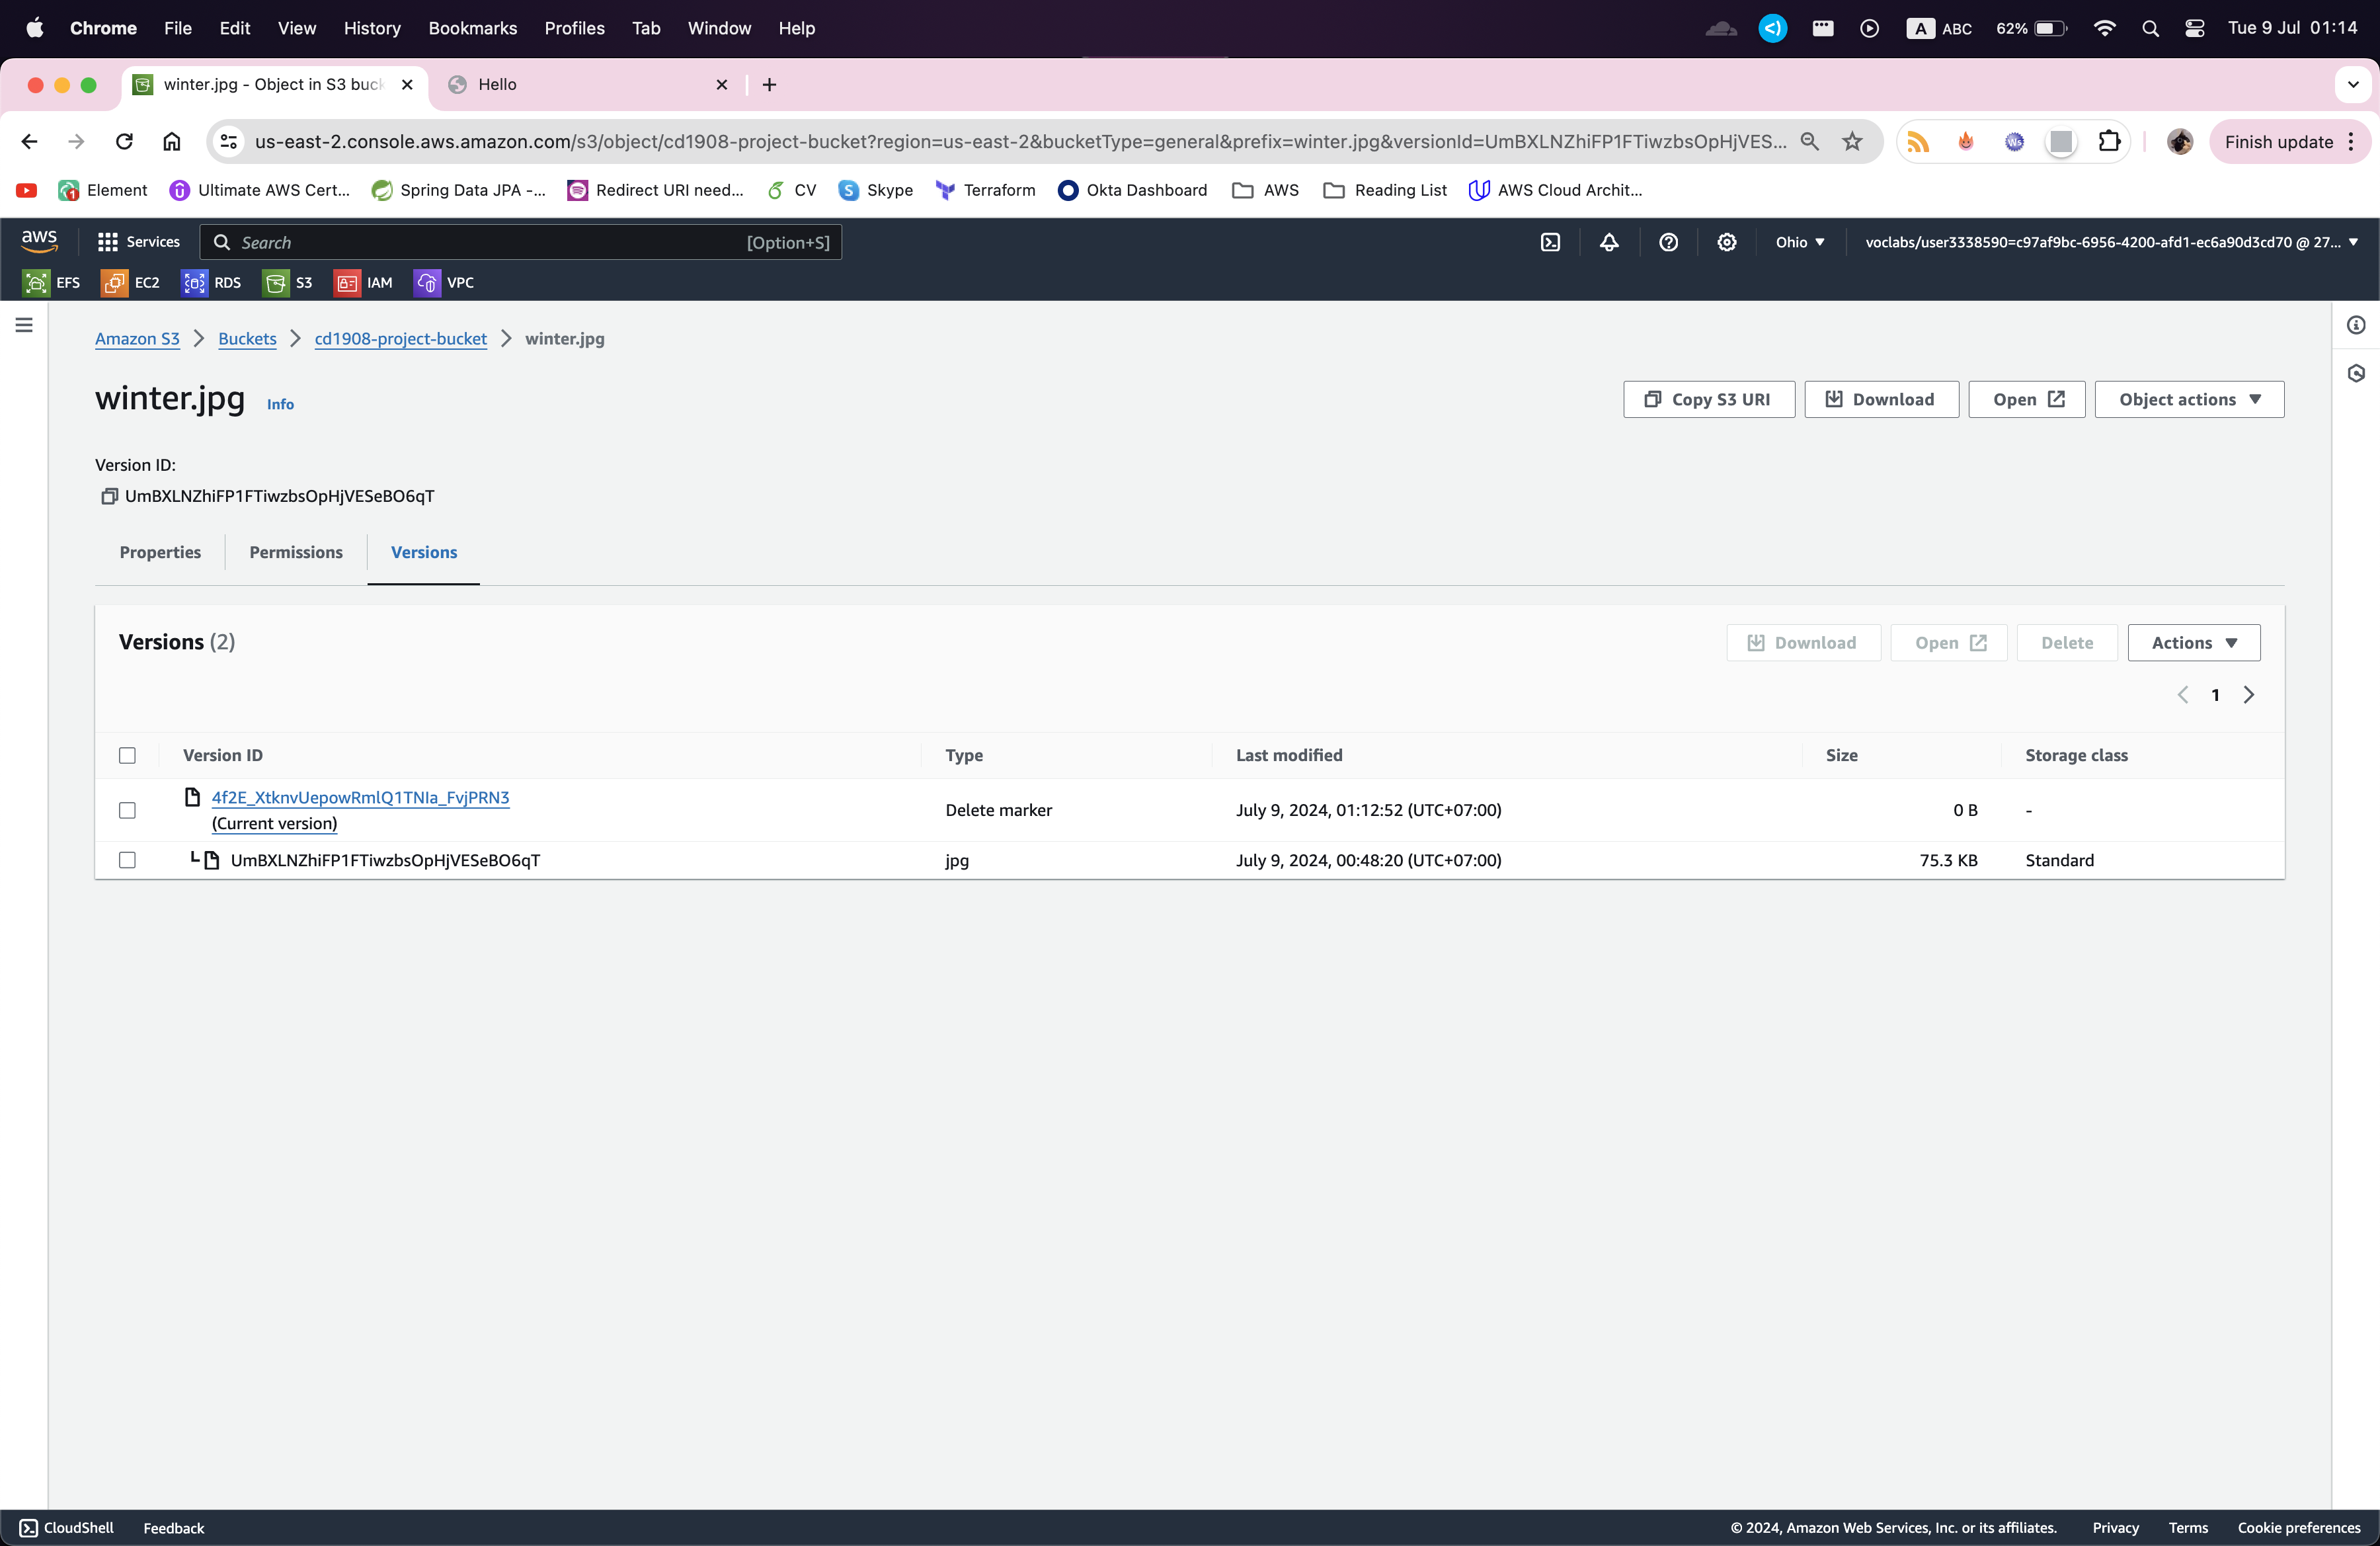 Chrome File Edit View History Bookmarks Profiles Tab Window Help A ABC 62% Tue 9 Jul 01:14
winter.jpg - Object in S3 buck Hello
us-east-2.console.aws.amazon.com/s3/object/cd1908-project-bucket?region=us-east-2&bucketType=general&prefix=winter.jpg&versionId=UmBXLNZhiFP1FTiwzbsOpHjVES... Finish update
Element Ultimate AWS Cert... Spring Data JPA -... Redirect URI need... CV Skype Terraform Okta Dashboard AWS Reading List AWS Cloud Archit...
aws Services Search [Option+S] Ohio voclabs/user3338590=c97af9bc-6956-4200-afd1-ec6a90d3cd70 @ 27...
EFS EC2 RDS S3 IAM VPC
Amazon S3 Buckets cd1908-project-bucket winter.jpg
winter.jpg Info Copy S3 URI Download Open Object actions
Version ID:
UmBXLNZhiFP1FTiwzbsOpHjVESeBO6qT
Properties Permissions Versions
Versions (2) Download Open Delete Actions
1
Version ID Type Last modified Size Storage class
4f2E_XtknvUepowRmlQ1TNIa_FvjPRN3
(Current version) Delete marker July 9, 2024, 01:12:52 (UTC+07:00) 0 B -
UmBXLNZhiFP1FTiwzbsOpHjVESeBO6qT jpg July 9, 2024, 00:48:20 (UTC+07:00) 75.3 KB Standard
CloudShell Feedback © 2024, Amazon Web Services, Inc. or its affiliates. Privacy Terms Cookie preferences